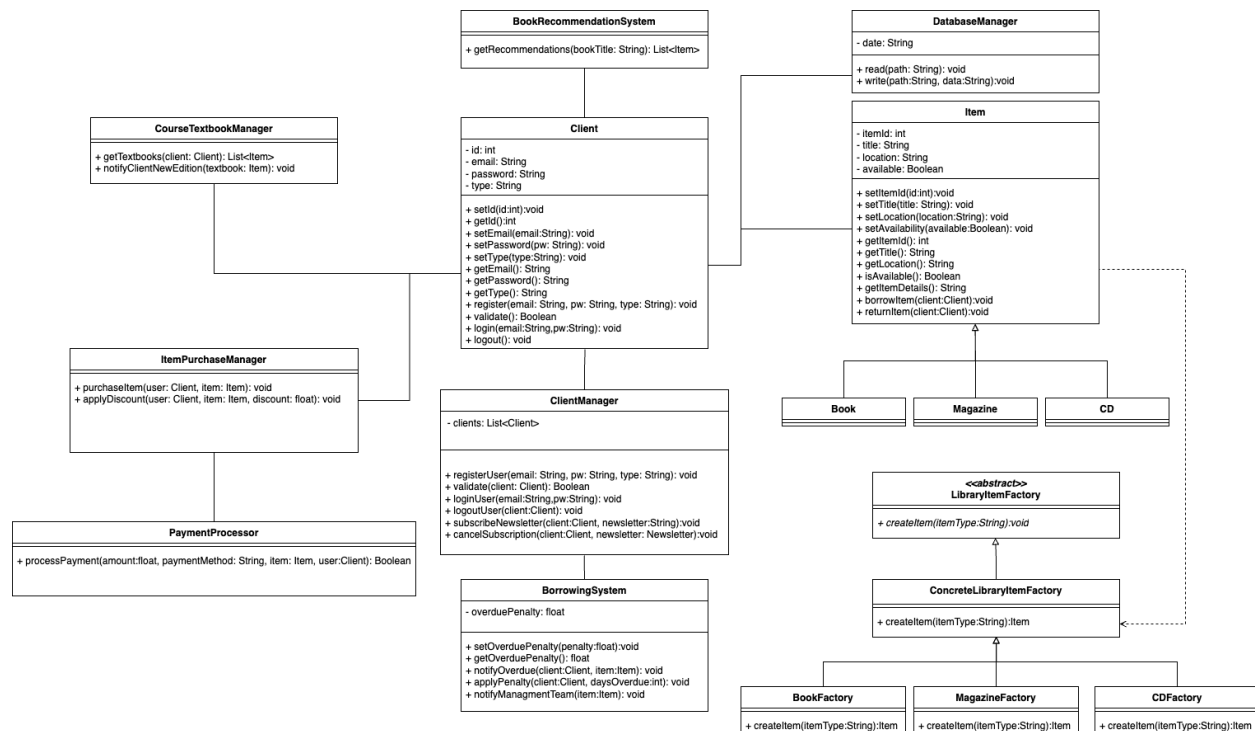 BookRecommendationSystem
+ getRecommendations(bookTitle: String): List<Item>
DatabaseManager
- date: String
+ read(path: String): void
+ write(path:String, data:String):void
CourseTextbookManager
+ getTextbooks(client: Client): List<Item>
+ notifyClientNewEdition(textbook: Item): void
Client
- id: int
- email: String
- password: String
- type: String
+ setId(id:int):void
+ getId():int
+ setEmail(email:String): void
+ setPassword(pw: String): void
+ setType(type:String): void
+ getEmail(): String
+ getPassword(): String
+ getType(): String
+ register(email: String, pw: String, type: String): void
+ validate(): Boolean
+ login(email:String,pw:String): void
+ logout(): void
Item
- itemId: int
- title: String
- location: String
- available: Boolean
+ setItemId(id:int):void
+ setTitle(title: String): void
+ setLocation(location:String): void
+ setAvailability(available:Boolean): void
+ getItemId(): int
+ getTitle(): String
+ getLocation(): String
+ isAvailable(): Boolean
+ getItemDetails(): String
+ borrowItem(client:Client):void
+ returnItem(client:Client):void
ItemPurchaseManager
+ purchaseItem(user: Client, item: Item): void
+ applyDiscount(user: Client, item: Item, discount: float): void
ClientManager
- clients: List<Client>
+ registerUser(email: String, pw: String, type: String): void
+ validate(client: Client): Boolean
+ loginUser(email:String,pw:String): void
+ logoutUser(client:Client): void
+ subscribeNewsletter(client:Client, newsletter:String):void
+ cancelSubscription(client:Client, newsletter: Newsletter):void
Book
Magazine
CD
<<abstract>>
LibraryItemFactory
+ createItem(itemType:String):void
PaymentProcessor
+ processPayment(amount:float, paymentMethod: String, item: Item, user:Client): Boolean
BorrowingSystem
- overduePenalty: float
+ setOverduePenalty(penalty:float):void
+ getOverduePenalty(): float
+ notifyOverdue(client:Client, item:Item): void
+ applyPenalty(client:Client, daysOverdue:int): void
+ notifyManagmentTeam(item:Item): void
ConcreteLibraryItemFactory
+ createItem(itemType:String):Item
BookFactory
+ createItem(itemType:String):Item
MagazineFactory
+ createItem(itemType:String):Item
CDFactory
+ createItem(itemType:String):Item